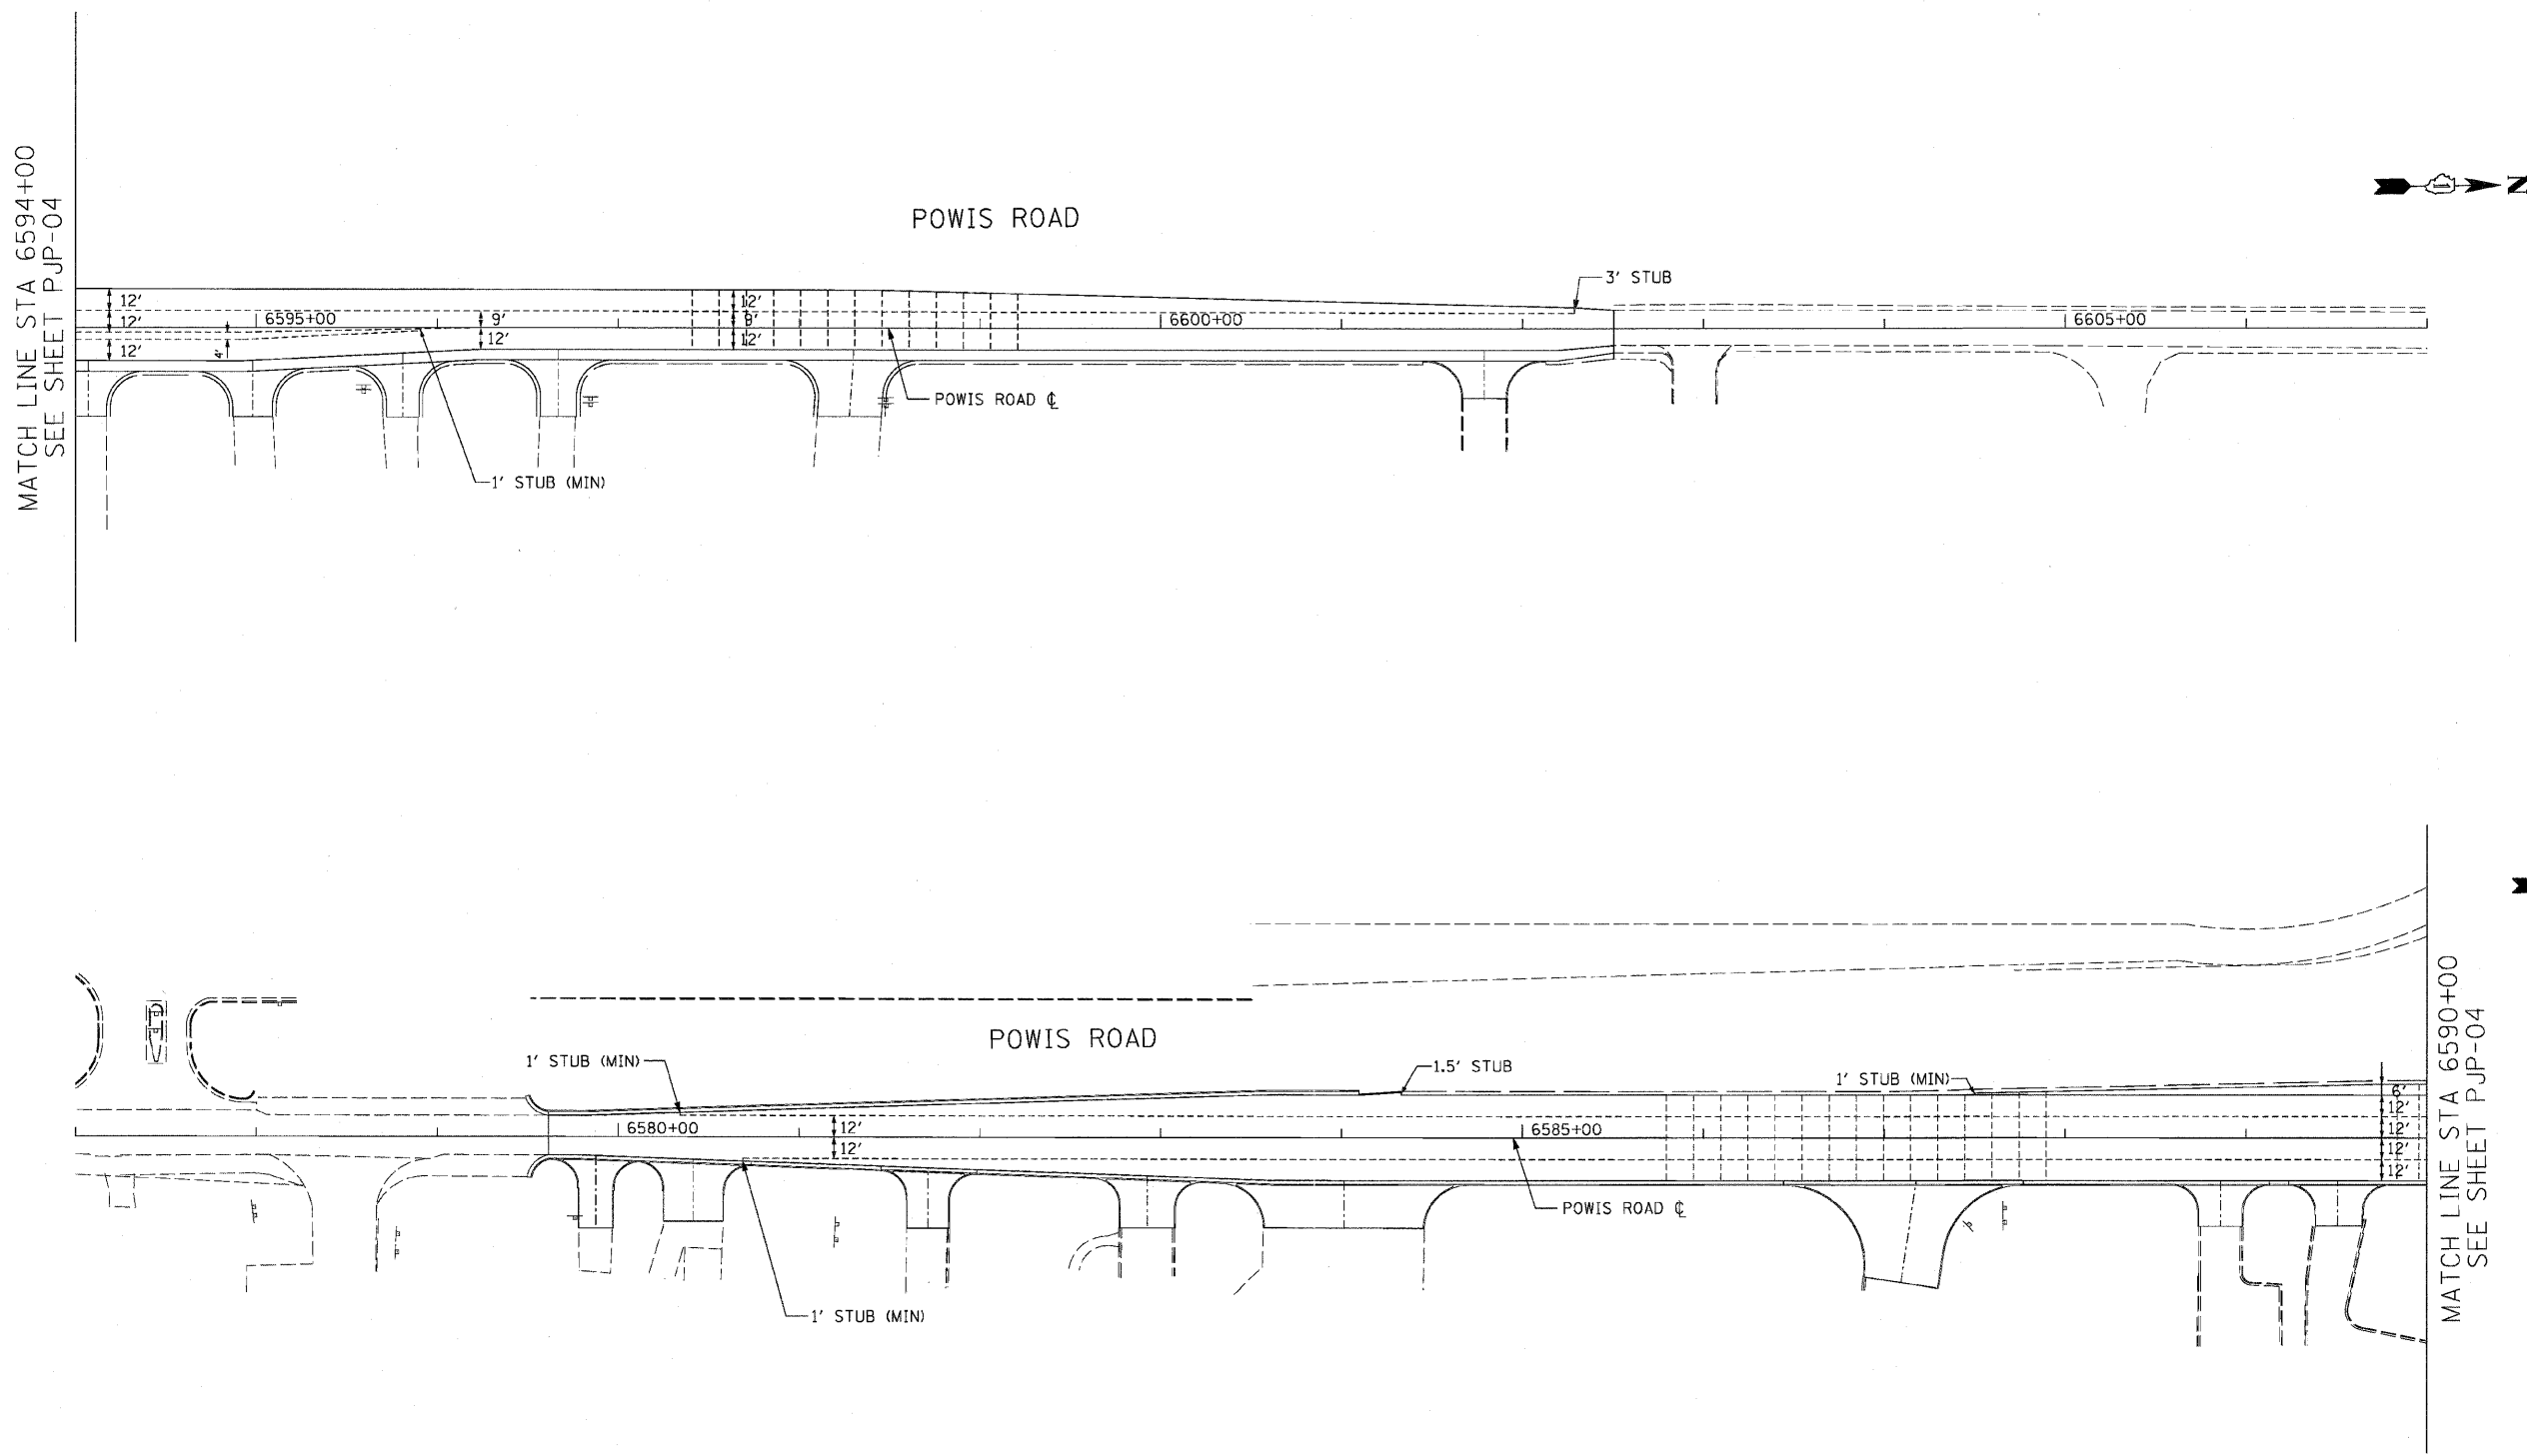 MATCH LINE STA 6594+00
SEE SHEET PJP-04
POWIS ROAD
N
3' STUB
12'
12'
12'
6595+00
4'
9'
12'
12'
9'
12'
6600+00
6605+00
POWIS ROAD ℄
1' STUB (MIN)
POWIS ROAD
1' STUB (MIN)
1.5' STUB
1' STUB (MIN)
6580+00
12'
12'
6585+00
6'
12'
12'
12'
12'
POWIS ROAD ℄
1' STUB (MIN)
MATCH LINE STA 6590+00
SEE SHEET PJP-04